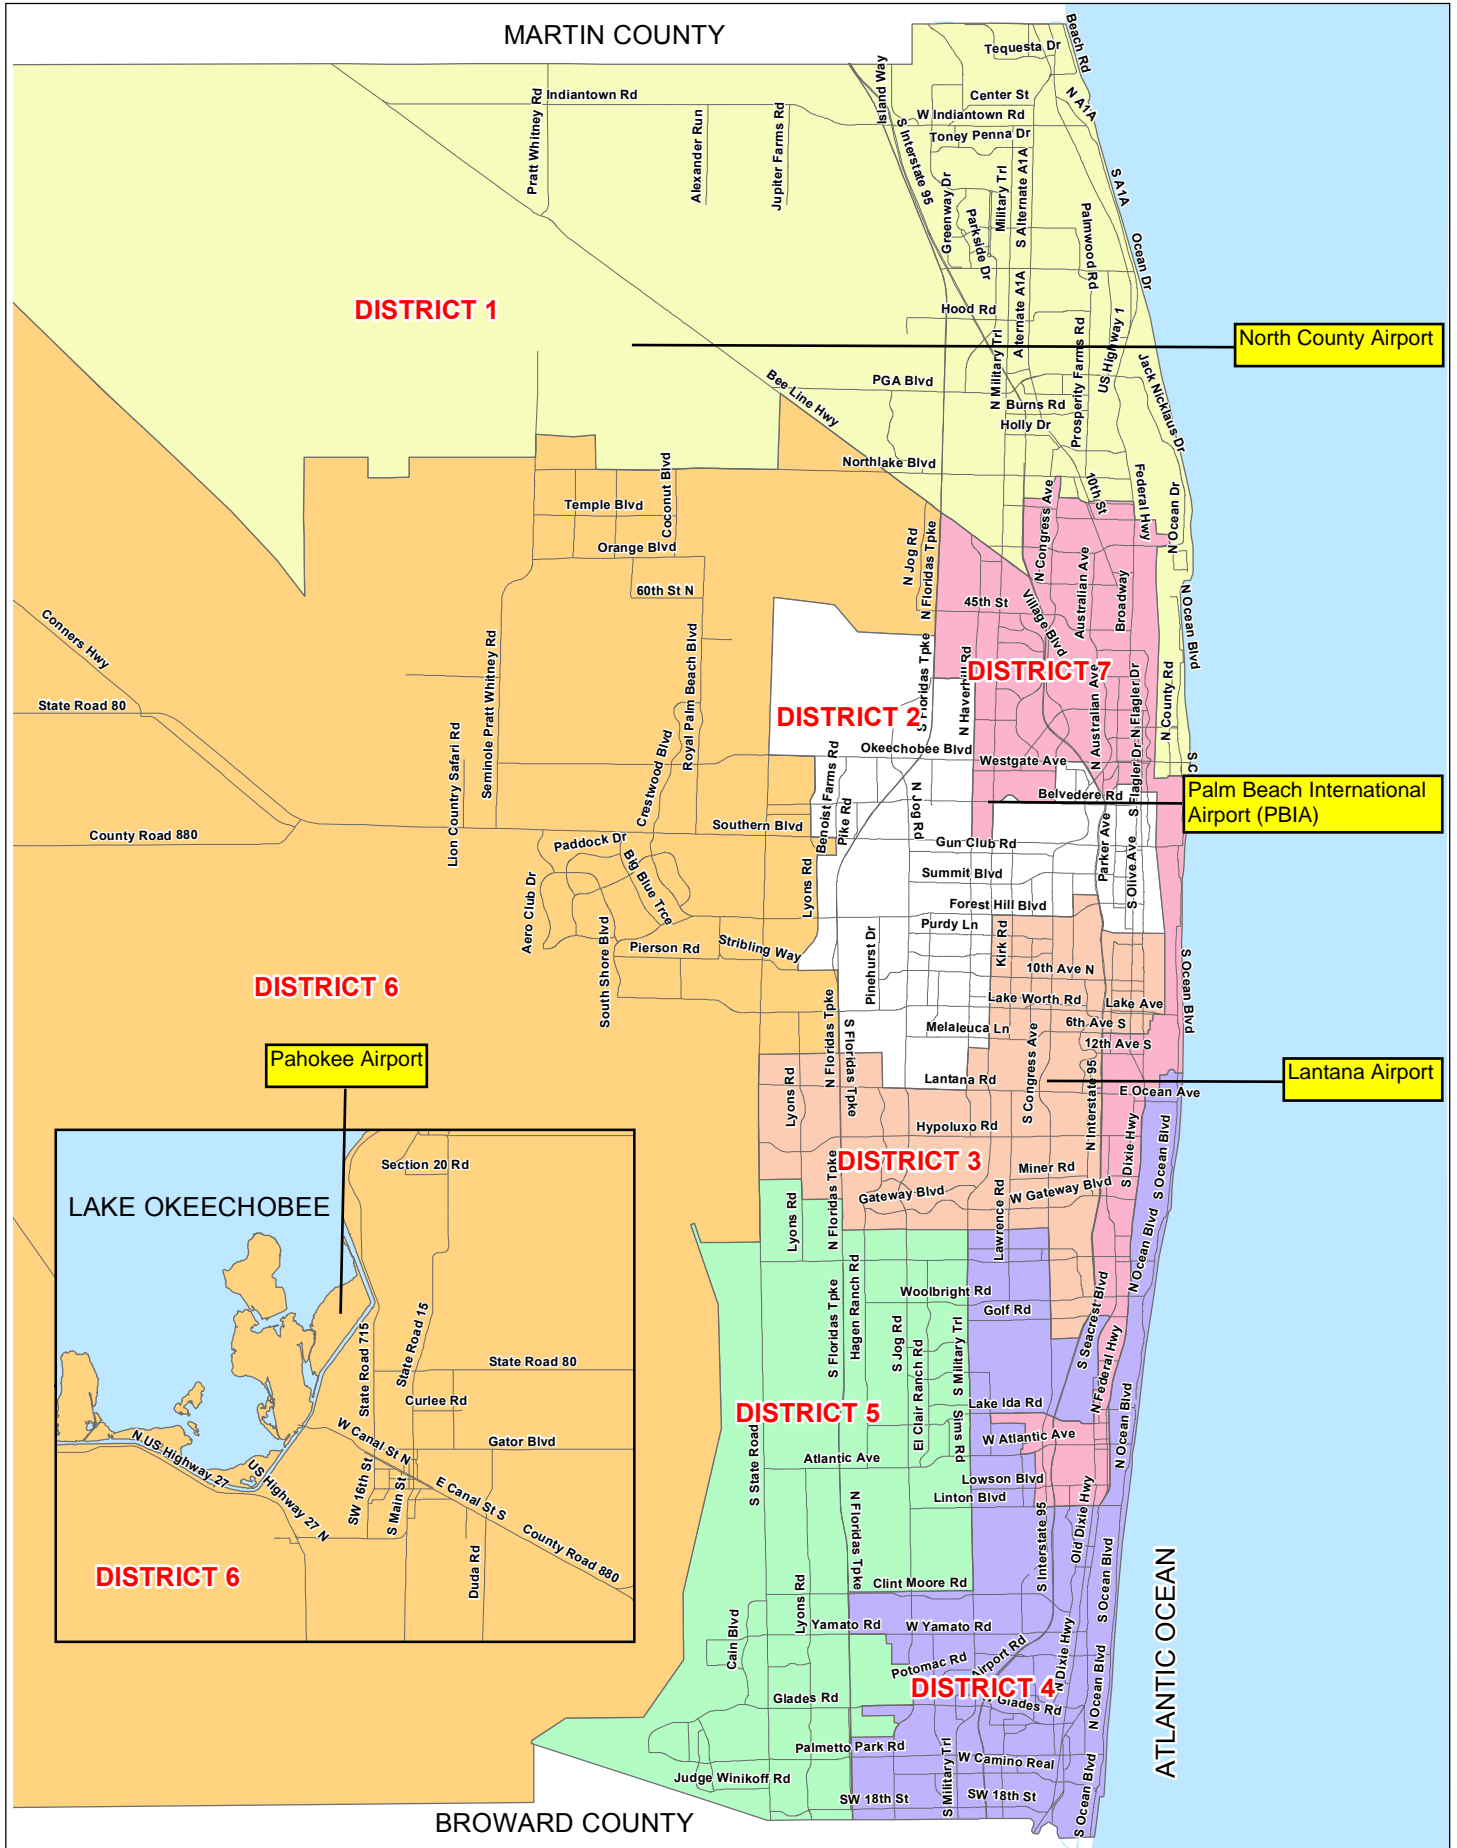 MARTIN COUNTY
Beach Rd
Tequesta Dr
Island Way
Indiantown Rd
Pratt Whitney Rd
Alexander Run
Jupiter Farms Rd
Center St
N A1A
W Indiantown Rd
Toney Penna Dr
S Interstate 95
Military Trl
S Alternate A1A
S A1A
Greenway Dr
Parkside Dr
Palmwood Rd
Ocean Dr
DISTRICT 1
Hood Rd
Alternate A1A
N Military Trl
Prosperity Farms Rd
US Highway 1
North County Airport
Jack Nicklaus Dr
PGA Blvd
Bee Line Hwy
Burns Rd
Holly Dr
Northlake Blvd
Coconut Blvd
Temple Blvd
Orange Blvd
60th St N
10th St
Federal Hwy
N Ocean Dr
N Congress Ave
N Jog Rd
N Floridas Tpke
45th St
Village Blvd
Australian Ave
Broadway
N Ocean Blvd
Conners Hwy
State Road 80
Seminole Pratt Whitney Rd
Royal Palm Beach Blvd
Lion Country Safari Rd
Crestwood Blvd
DISTRICT 7
DISTRICT 2
S Floridas Tpke
N Haverhill Rd
N Australian Ave
N Flagler Dr
N County Rd
Okeechobee Blvd
Westgate Ave
S C
Benoist Farms Rd
Pike Rd
N Jog Rd
Belvedere Rd
S Flagler Dr
Palm Beach International
Airport (PBIA)
County Road 880
Southern Blvd
Paddock Dr
Big Blue Trce
Aero Club Dr
South Shore Blvd
Lyons Rd
Gun Club Rd
Parker Ave
S Olive Ave
Summit Blvd
Forest Hill Blvd
Purdy Ln
Kirk Rd
Pierson Rd
Stribling Way
Pinehurst Dr
10th Ave N
S Ocean Blvd
DISTRICT 6
Lake Worth Rd
Lake Ave
6th Ave S
Melaleuca Ln
12th Ave S
N Floridas Tpke
S Floridas Tpke
S Congress Ave
Pahokee Airport
Lantana Airport
Lantana Rd
E Ocean Ave
Lyons Rd
N Interstate 95
Hypoluxo Rd
S Dixie Hwy
S Ocean Blvd
DISTRICT 3
Miner Rd
Gateway Blvd
W Gateway Blvd
Lawrence Rd
Lyons Rd
N Floridas Tpke
N Ocean Blvd
Section 20 Rd
LAKE OKEECHOBEE
State Road 715
State Road 15
State Road 80
Curlee Rd
W Canal St N
Gator Blvd
N US Highway 27
US Highway 27 N
SW 16th St
S Main St
E Canal St S
County Road 880
Duda Rd
DISTRICT 6
Hagen Ranch Rd
Woolbright Rd
Golf Rd
S Floridas Tpke
S Jog Rd
El Clair Ranch Rd
S Military Trl
S Seacrest Blvd
N Federal Hwy
N Ocean Blvd
Lake Ida Rd
DISTRICT 5
S State Road
Sims Rd
W Atlantic Ave
Atlantic Ave
Lowson Blvd
Linton Blvd
N Floridas Tpke
S Interstate 95
Old Dixie Hwy
S Ocean Blvd
Clint Moore Rd
Lyons Rd
Cain Blvd
Yamato Rd
W Yamato Rd
Potomac Rd
Airport Rd
N Dixie Hwy
N Ocean Blvd
DISTRICT 4
Glades Rd
W Glades Rd
Palmetto Park Rd
W Camino Real
Judge Winikoff Rd
S Military Trl
SW 18th St
SW 18th St
S Ocean Blvd
ATLANTIC OCEAN
BROWARD COUNTY